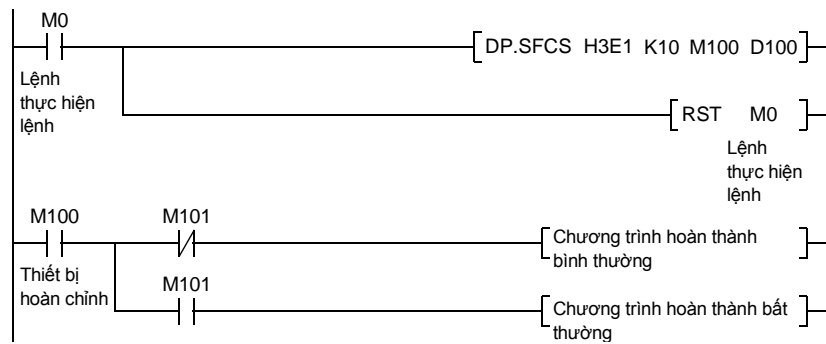 M0
DP.SFCS H3E1 K10 M100 D100
Lệnh
thực hiện
lệnh
RST M0
Lệnh
thực hiện
lệnh
M100 M101
Chương trình hoàn thành
bình thường
Thiết bị
hoàn chỉnh
M101
Chương trình hoàn thành bất
thường